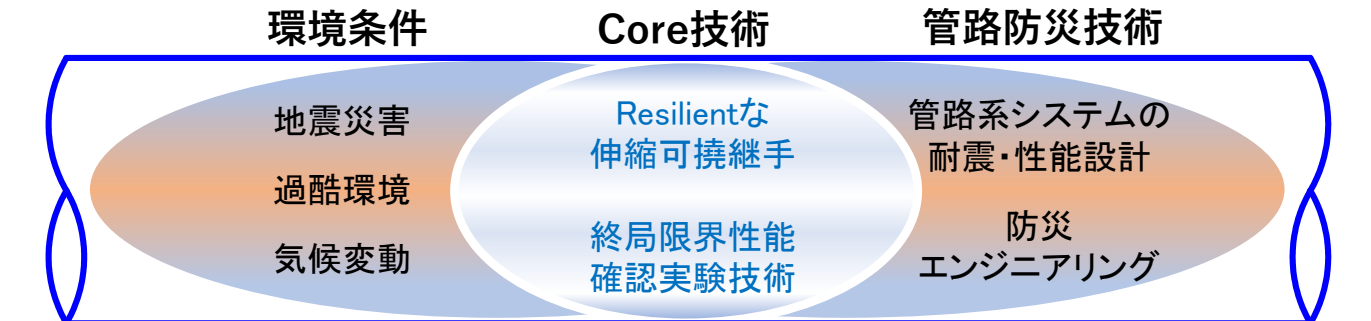 環境条件
Core技術
管路防災技術
地震災害
過酷環境
気候変動
Resilientな
伸縮可撓継手
終局限界性能
確認実験技術
管路系システムの
耐震・性能設計
防災
エンジニアリング